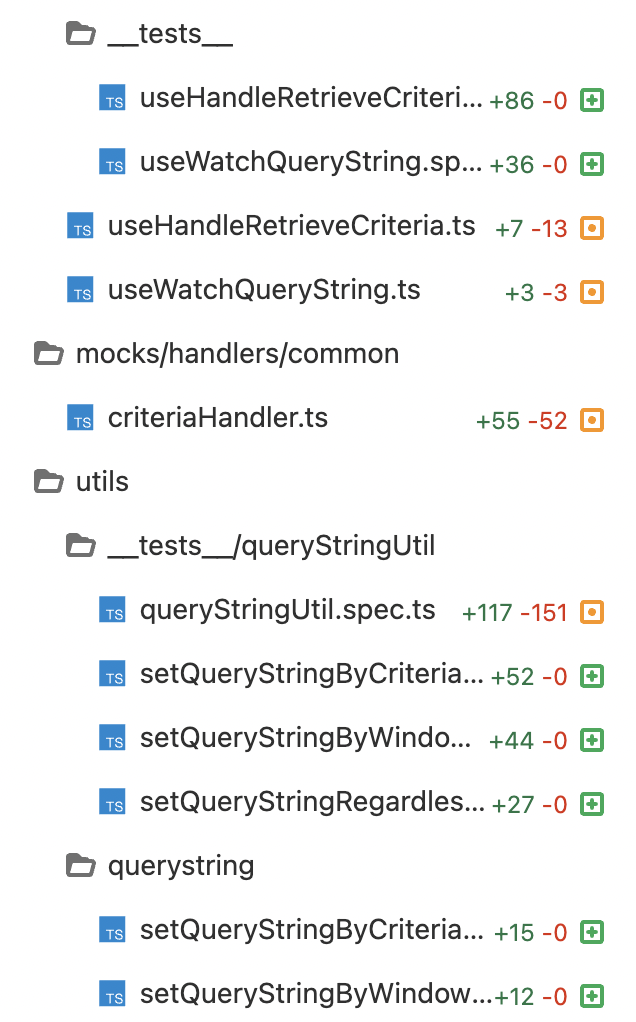 __tests__
TS useHandleRetrieveCriteri... +86 -0
TS useWatchQueryString.sp... +36 -0
TS useHandleRetrieveCriteria.ts +7 -13
TS useWatchQueryString.ts +3 -3
mocks/handlers/common
TS criteriaHandler.ts +55 -52
utils
__tests__/queryStringUtil
TS queryStringUtil.spec.ts +117 -151
TS setQueryStringByCriteria... +52 -0
TS setQueryStringByWindo... +44 -0
TS setQueryStringRegardles... +27 -0
querystring
TS setQueryStringByCriteria... +15 -0
TS setQueryStringByWindow... +12 -0